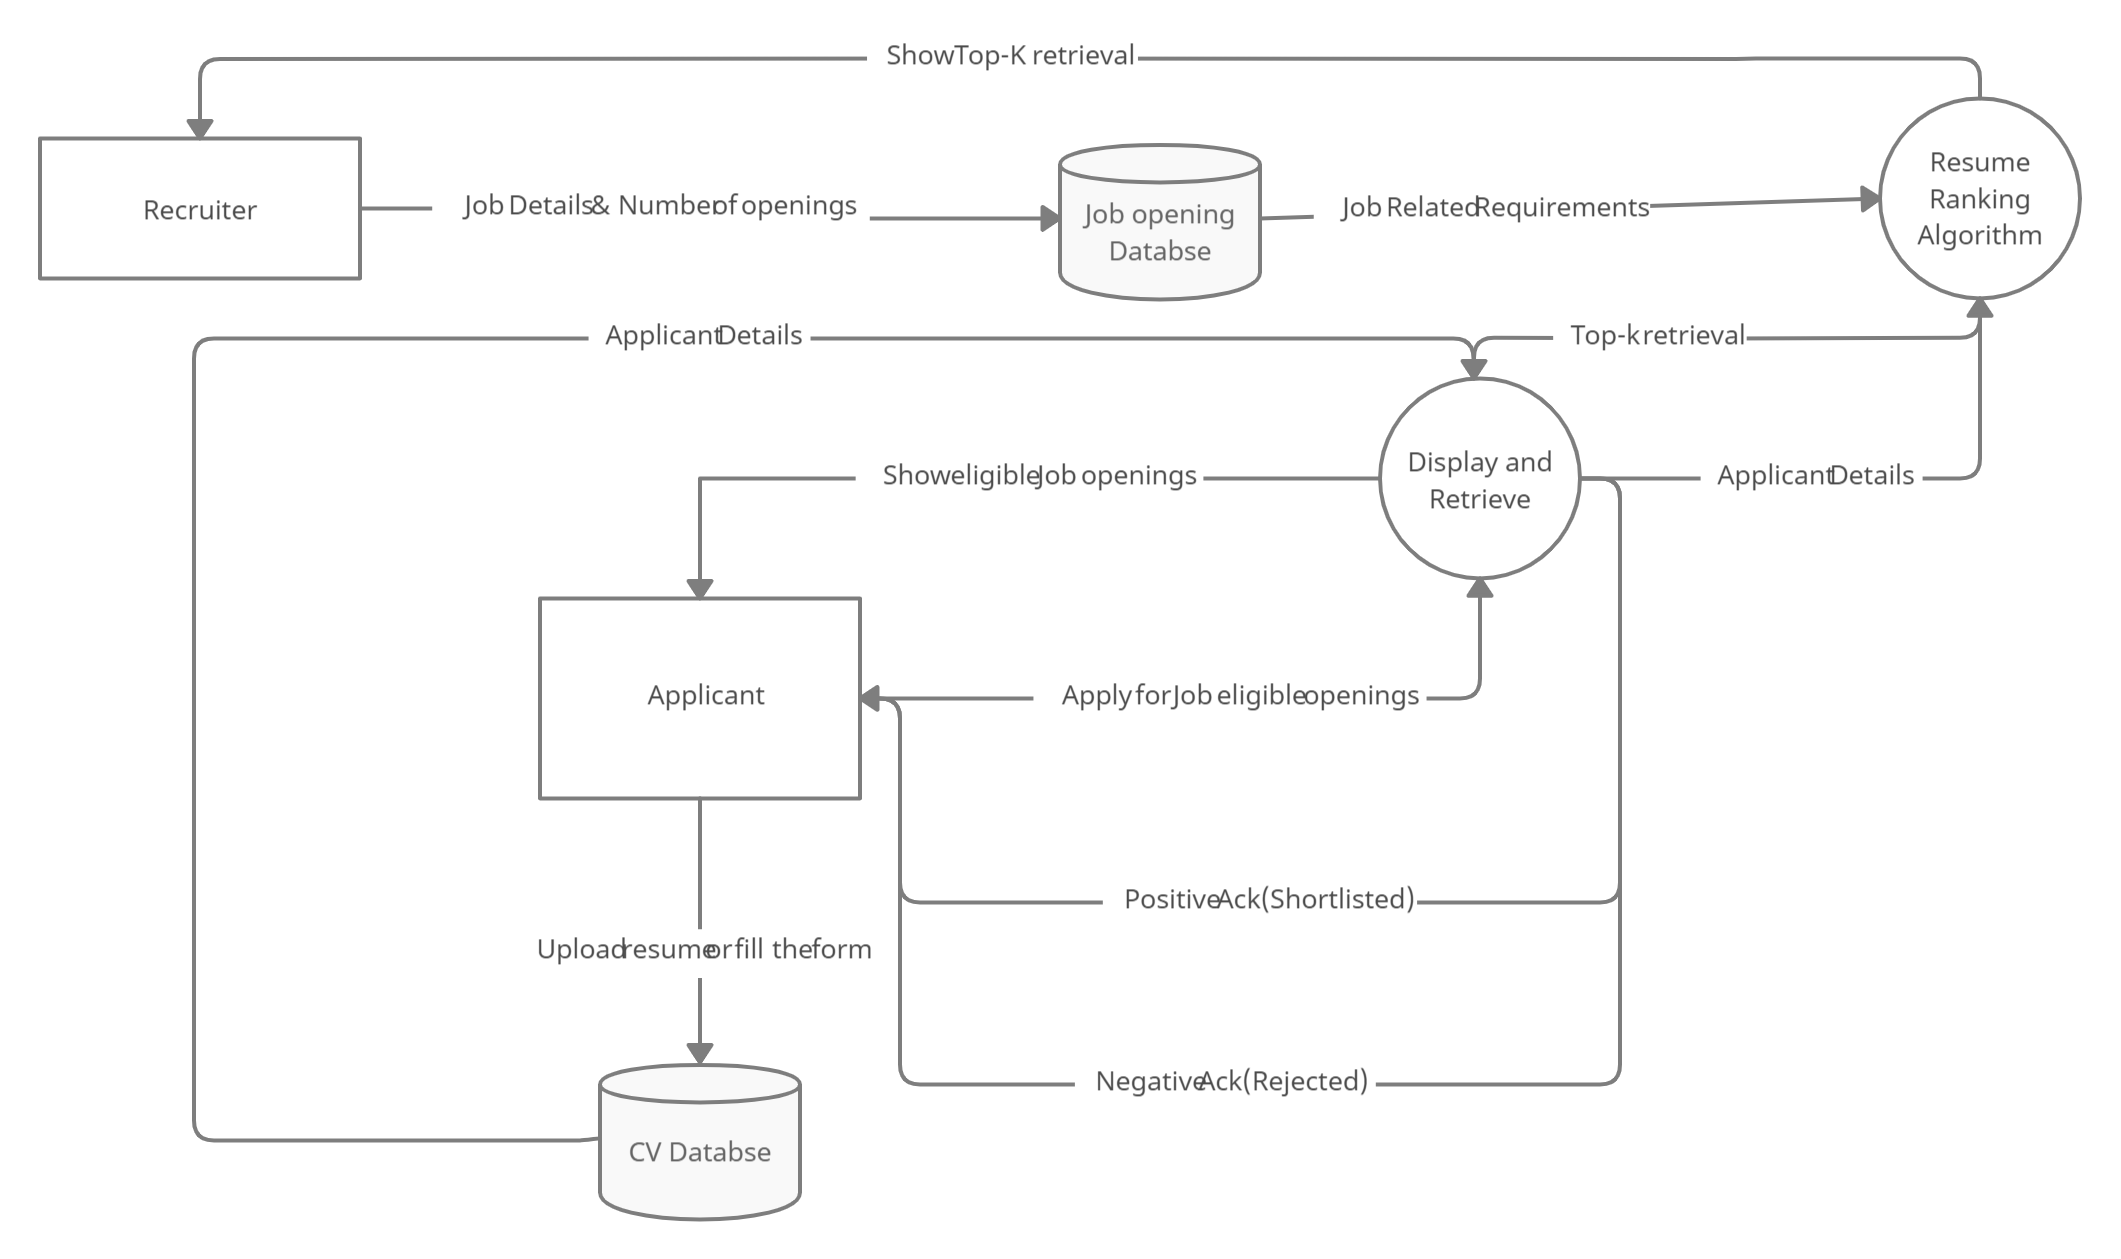 Show Top-K retrieval
Recruiter
Job Details & Number of openings
Job opening
Databse
Job Related Requirements
Resume
Ranking
Algorithm
Applicant Details
Top-k retrieval
Display and
Retrieve
Show eligible Job openings
Applicant Details
Applicant
Apply for Job eligible openings
Positive Ack(Shortlisted)
Upload resume or fill the form
Negative Ack(Rejected)
CV Databse